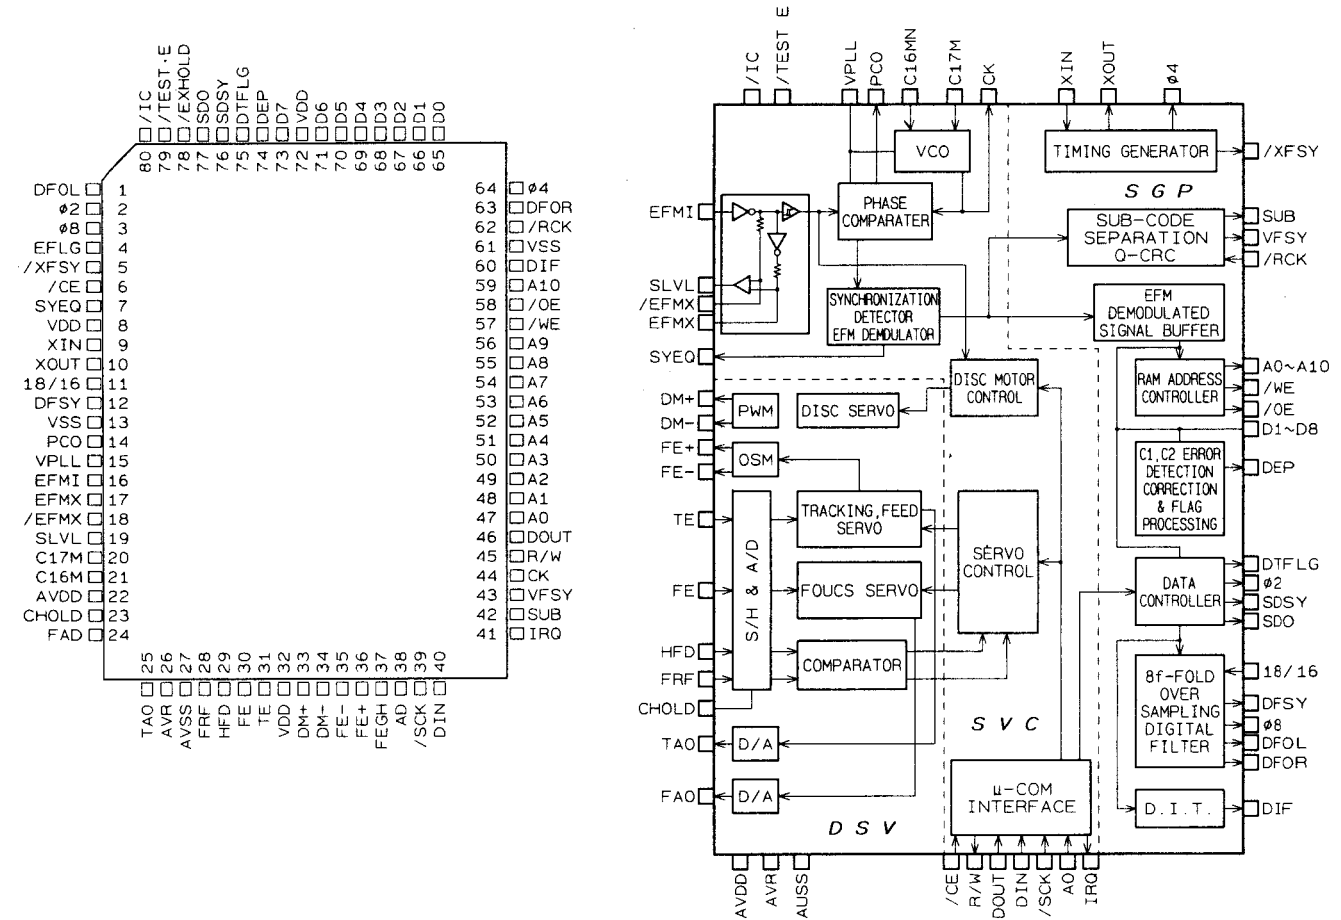 80 /IC
79 /TEST·E
78 /EXHOLD
77 SDO
76 SDSY
75 DTFLG
74 DEP
73 D7
72 VDD
71 D6
70 D5
69 D4
68 D3
67 D2
66 D1
65 D0
DFOL 1
ø2 2
ø8 3
EFLG 4
/XFSY 5
/CE 6
SYEQ 7
VDD 8
XIN 9
XOUT 10
18/16 11
DFSY 12
VSS 13
PCO 14
VPLL 15
EFMI 16
EFMX 17
/EFMX 18
SLVL 19
C17M 20
C16M 21
AVDD 22
CHOLD 23
FAD 24
64 ø4
63 DFOR
62 /RCK
61 VSS
60 DIF
59 A10
58 /OE
57 /WE
56 A9
55 A8
54 A7
53 A6
52 A5
51 A4
50 A3
49 A2
48 A1
47 A0
46 DOUT
45 R/W
44 CK
43 VFSY
42 SUB
41 IRQ
25 TAO
26 AVR
27 AVSS
28 FRF
29 HFD
30 FE
31 TE
32 VDD
33 DM+
34 DM-
35 FE-
36 FE+
37 FEGH
38 AD
39 /SCK
40 DIN
/IC
/TEST E
VPLL
PCO
C16MN
C17M
CK
XIN
XOUT
ø4
VCO
TIMING GENERATOR
/XFSY
S G P
EFMI
PHASE
COMPARATER
SUB-CODE
SEPARATION
Q-CRC
SUB
VFSY
/RCK
SLVL
/EFMX
EFMX
SYNCHRONIZATION
DETECTOR
EFM DEMDULATOR
EFM
DEMODULATED
SIGNAL BUFFER
SYEQ
DISC MOTOR
CONTROL
RAM ADDRESS
CONTROLLER
A0~A10
/WE
/OE
D1~D8
DM+
DM-
PWM
DISC SERVO
FE+
FE-
OSM
C1,C2 ERROR
DETECTION
CORRECTION
& FLAG
PROCESSING
DEP
TE
S/H & A/D
TRACKING,FEED
SERVO
SERVO
CONTROL
FE
FOUCS SERVO
DATA
CONTROLLER
DTFLG
ø2
SDSY
SDO
HFD
FRF
COMPARATOR
CHOLD
8f-FOLD
OVER
SAMPLING
DIGITAL
FILTER
18/16
DFSY
ø8
DFOL
DFOR
S V C
TAO
D/A
FAO
D/A
µ-COM
INTERFACE
D.I.T.
DIF
D S V
AVDD
AVR
AUSS
/CE
R/W
DOUT
DIN
/SCK
AO
IRQ